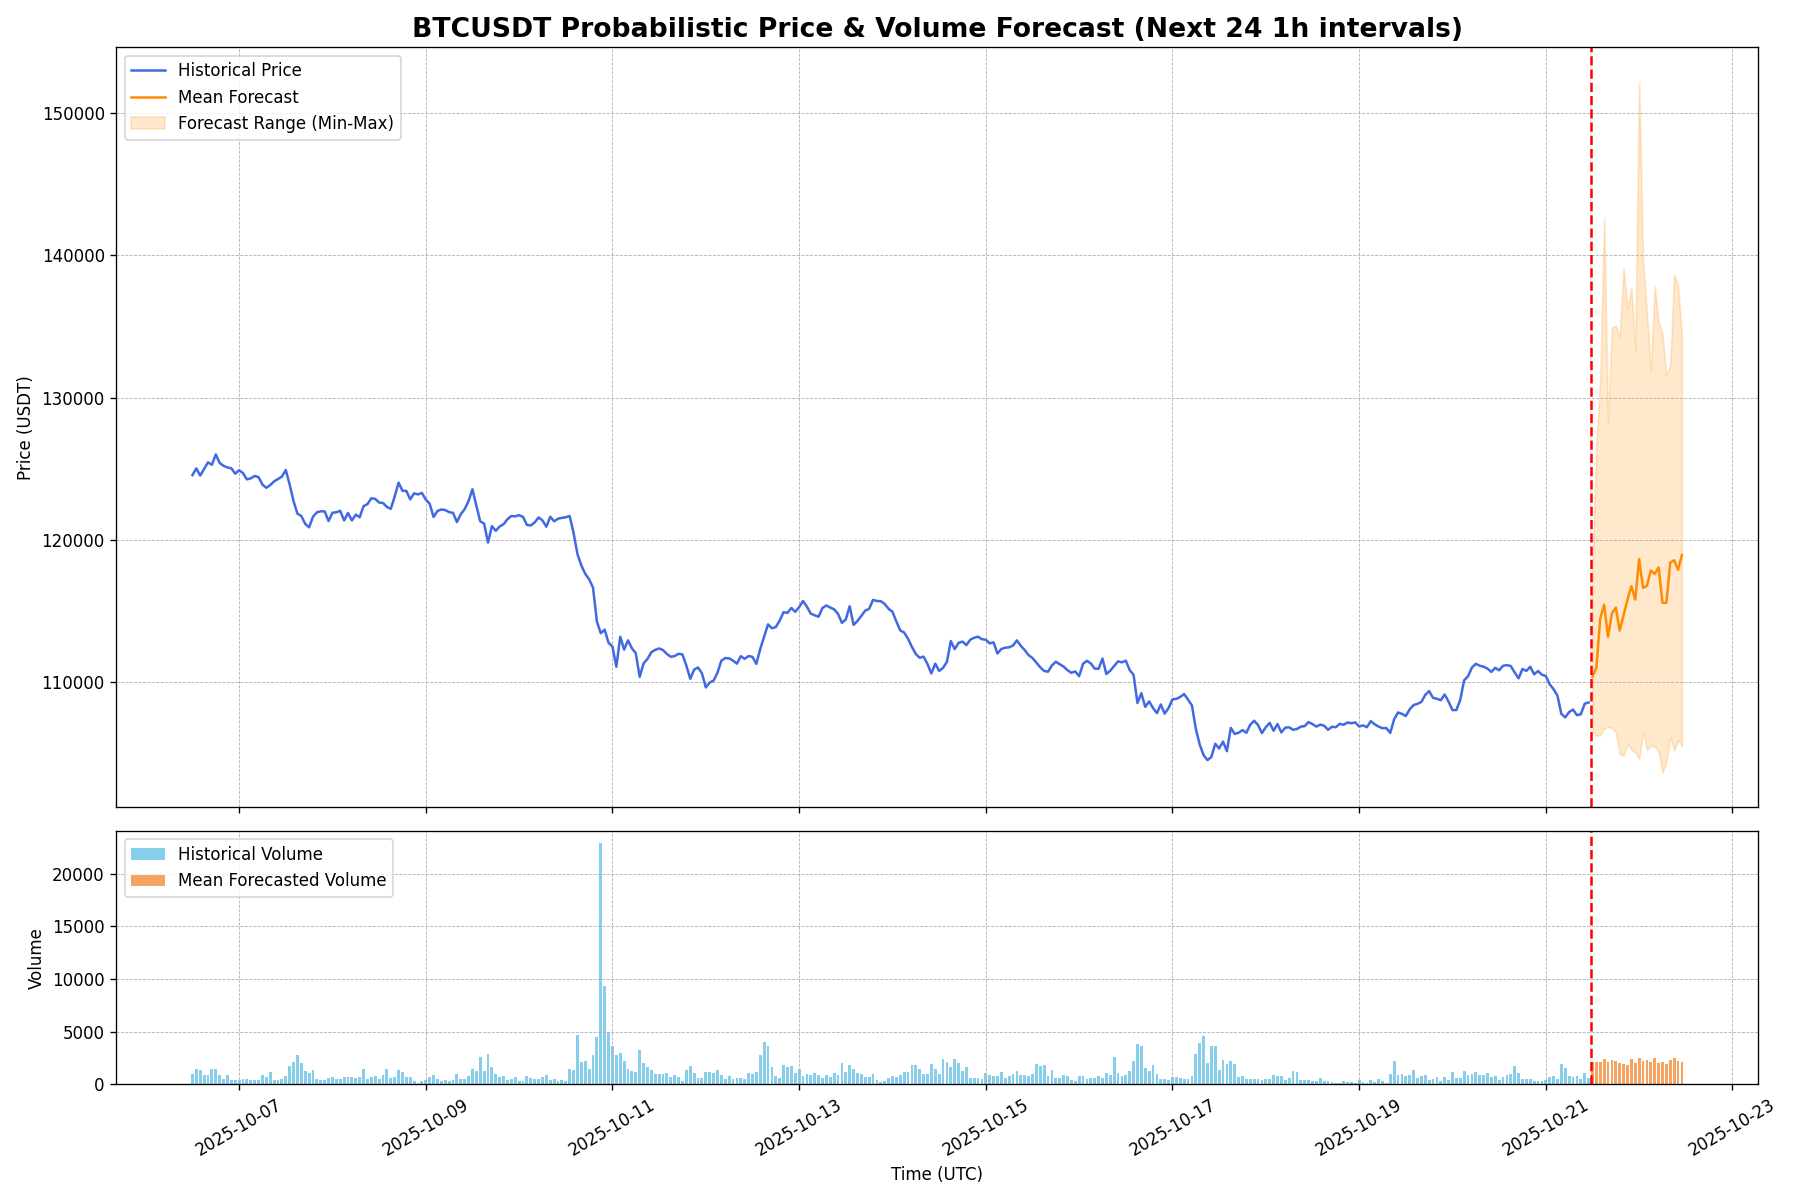 BTCUSDT Probabilistic Price & Volume Forecast (Next 24 1h intervals)
Historical Price
Mean Forecast
Forecast Range (Min-Max)
150000
140000
130000
120000
110000
Price (USDT)
Historical Volume
Mean Forecasted Volume
20000
15000
10000
5000
0
Volume
2025-10-07
2025-10-09
2025-10-11
2025-10-13
2025-10-15
2025-10-17
2025-10-19
2025-10-21
2025-10-23
Time (UTC)